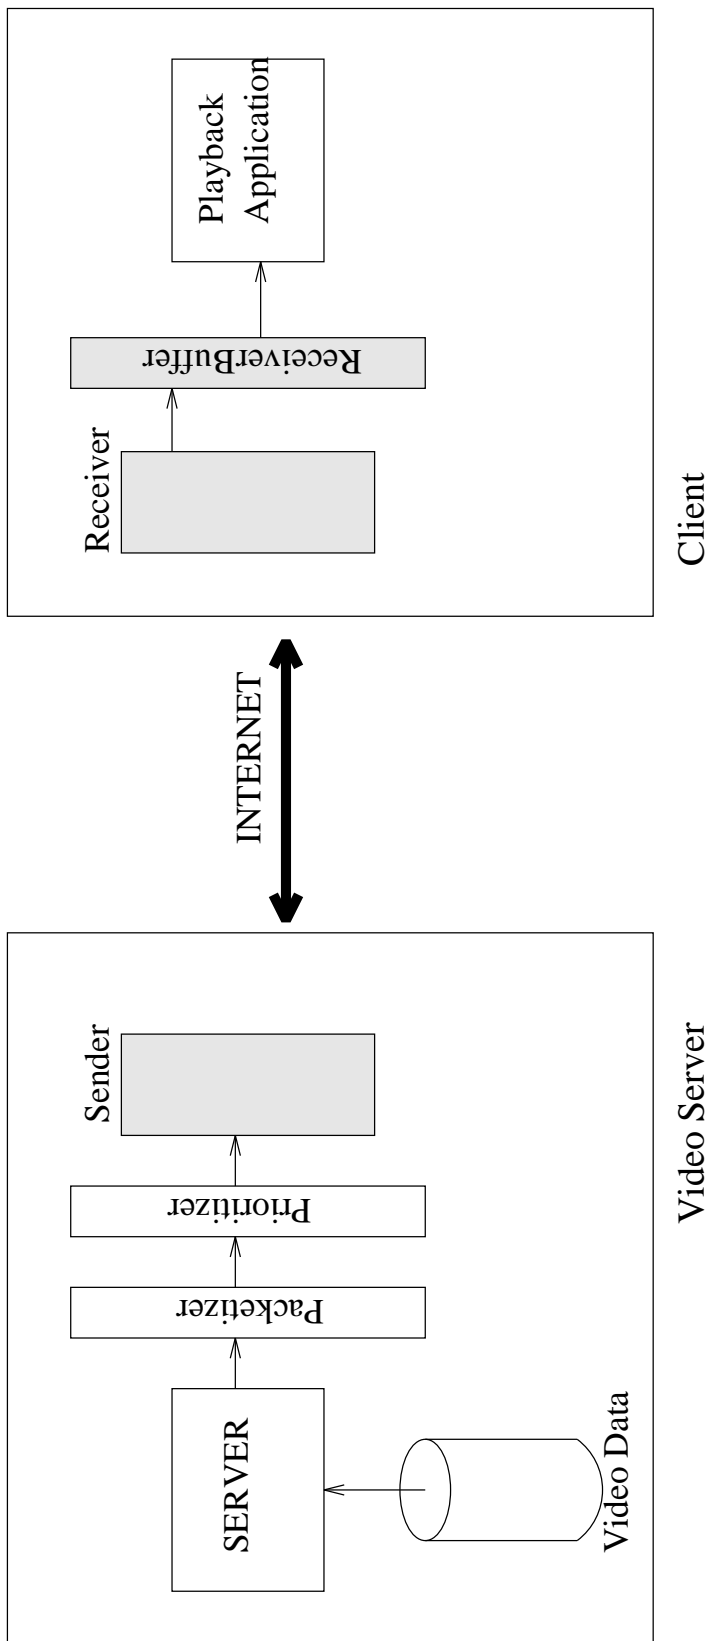 SERVER
Video Data
Packetizer
Prioritizer
Sender
Video Server
INTERNET
Receiver
ReceiverBuffer
Playback
Application
Client